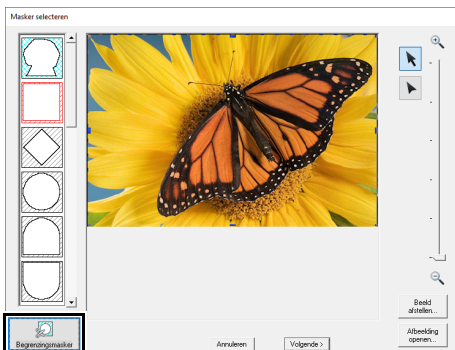 Masker selecteren
Beeld
afstellen...
Afbeelding
openen...
Begrenzingsmasker
Annuleren
Volgende >